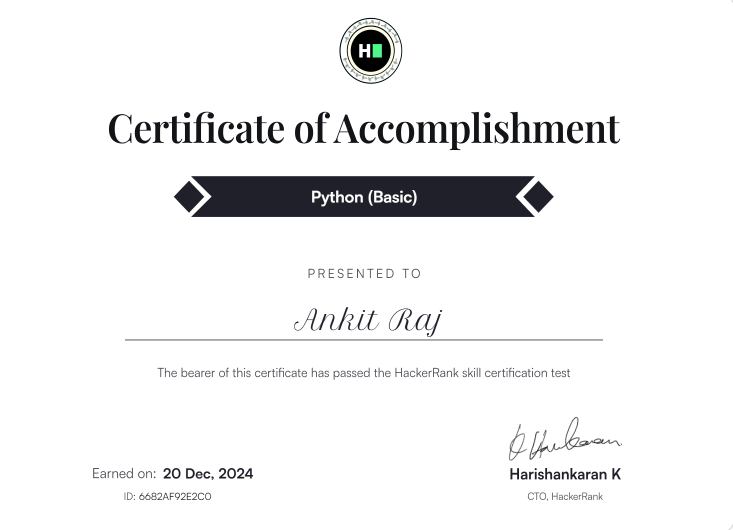 H
Certificate of Accomplishment
Python (Basic)
PRESENTED TO
Ankit Raj
The bearer of this certificate has passed the HackerRank skill certification test
Earned on: 20 Dec, 2024
ID: 6682AF92E2C0
Harishankaran K
CTO, HackerRank